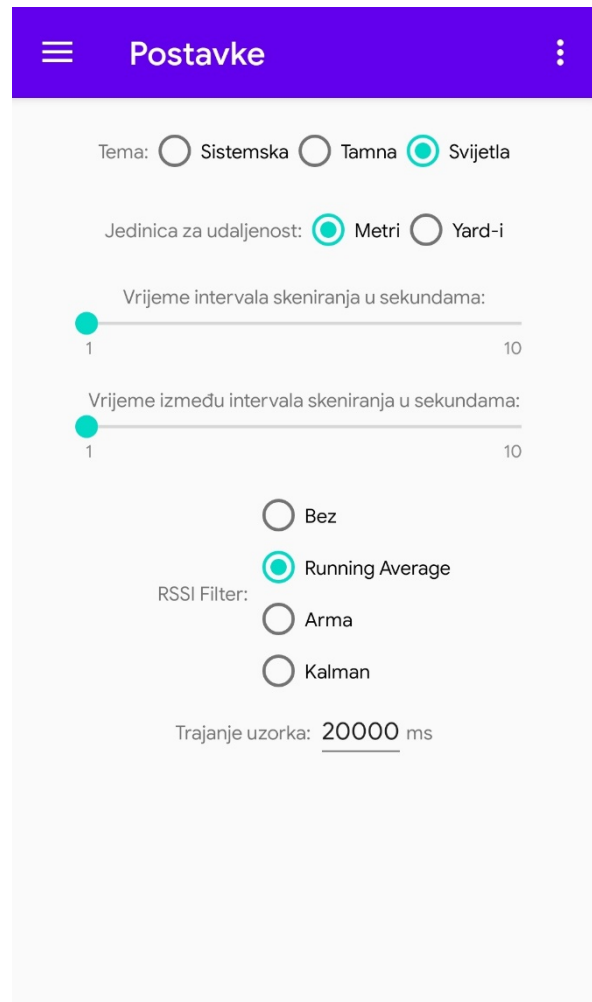 Postavke
Tema: Sistemska Tamna Svijetla
Jedinica za udaljenost: Metri Yard-i
Vrijeme intervala skeniranja u sekundama:
1 10
Vrijeme između intervala skeniranja u sekundama:
1 10
Bez
Running Average
RSSI Filter:
Arma
Kalman
Trajanje uzorka: 20000 ms